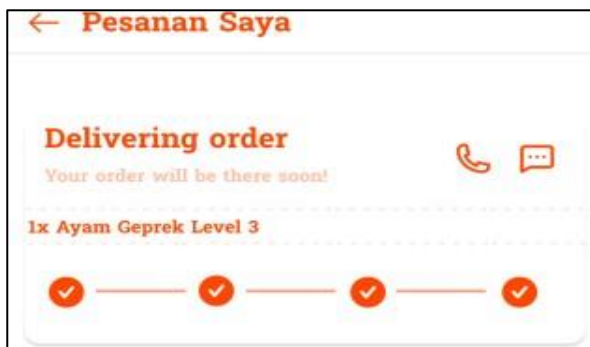 Pesanan Saya
Delivering order
Your order will be there soon!
1x Ayam Geprek Level 3